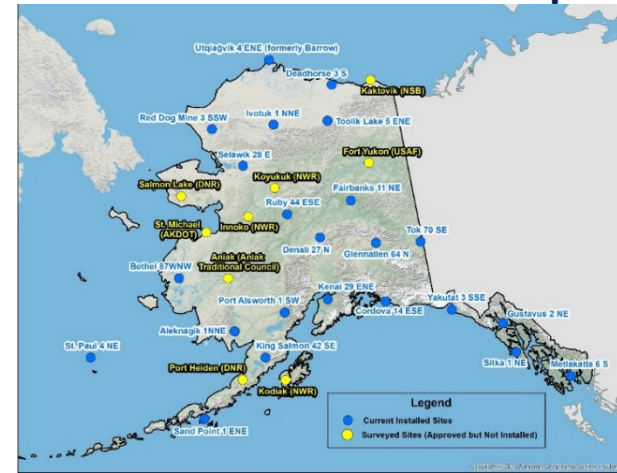 Utqiaġvik 4 ENE (formerly Barrow)
Deadhorse 3 S
Kaktovik (NSB)
Red Dog Mine 3 SSW
Ivotuk 1 NNE
Toolik Lake 5 ENE
Selawik 28 E
Fort Yukon (USAF)
Koyukuk (NWR)
Salmon Lake (DNR)
Fairbanks 11 NE
Ruby 44 ESE
St. Michael
(AKDOT)
Innoko (NWR)
Tok 70 SE
Denali 27 N
Glennallen 64 N
Aniak (Aniak
Traditional Council)
Bethel 87WNW
Kenai 29 ENE
Port Alsworth 1 SW
Cordova 14 ESE
Yakutat 3 SSE
Gustavus 2 NE
Aleknagik 1NNE
St. Paul 4 NE
King Salmon 42 SE
Sitka 1 NE
Metlakatla 6 S
Port Heiden (DNR)
Kodiak (NWR)
Sand Point 1 ENE
Legend
Current Installed Sites
Surveyed Sites (Approved but Not Installed)